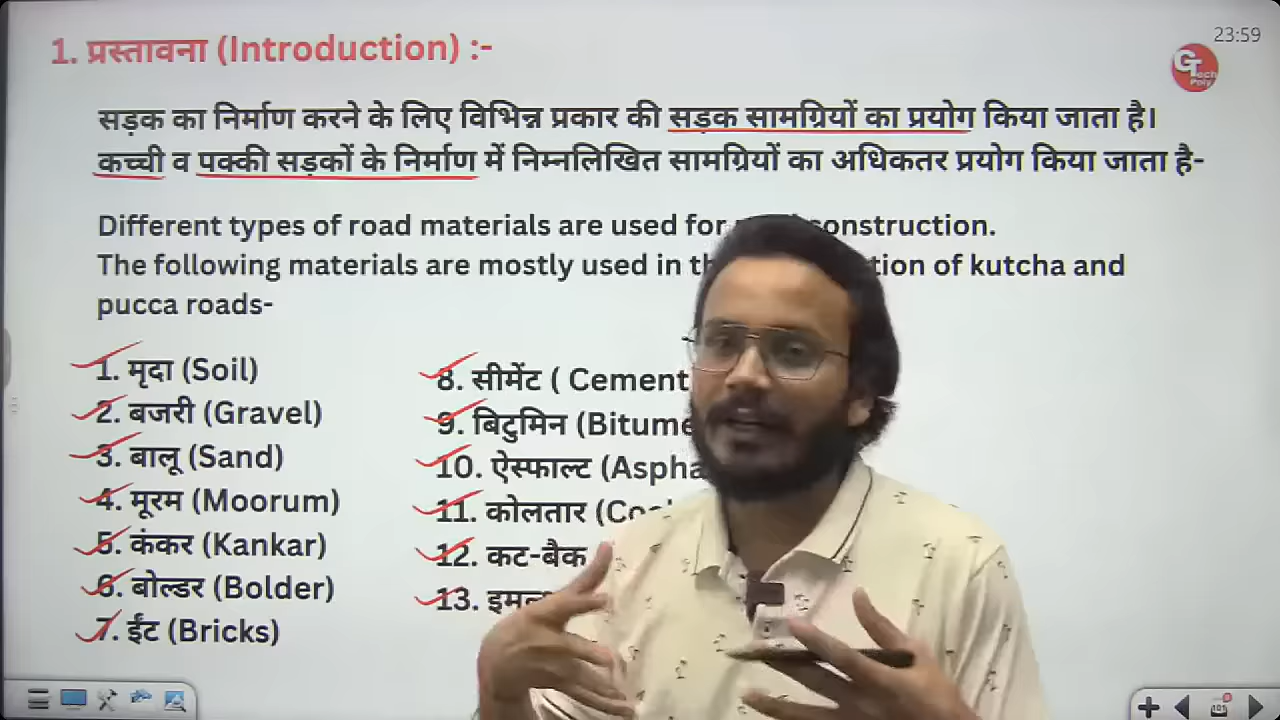 1. प्रस्तावना (Introduction) :-
23:59
GTech Poly
सड़क का निर्माण करने के लिए विभिन्न प्रकार की सड़क सामग्रियों का प्रयोग किया जाता है।
कच्ची व पक्की सड़कों के निर्माण में निम्नलिखित सामग्रियों का अधिकतर प्रयोग किया जाता है-
Different types of road materials are used for
The following materials are mostly used in of kutcha and
pucca roads-
1. मृदा (Soil)
2. बजरी (Gravel)
3. बालू (Sand)
4. मूरम (Moorum)
5. कंकर (Kankar)
6. बोल्डर (Bolder)
7. ईंट (Bricks)
8. सीमेंट ( Cement
9. बिटुमिन
10. ऐस्फाल्ट
11. कोलतार
12. कट-बैक
13.